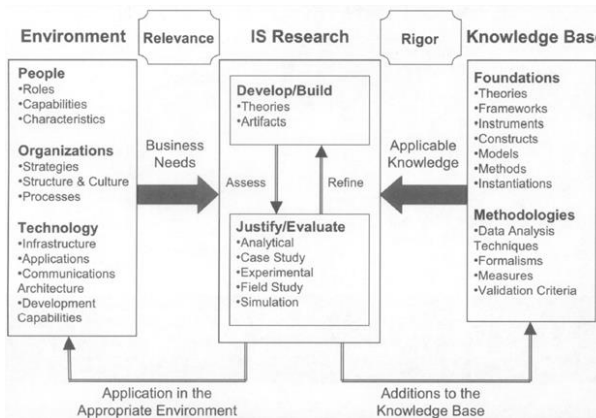 Environment
Relevance
IS Research
Rigor
Knowledge Base
People
•Roles
•Capabilities
•Characteristics
Organizations
•Strategies
•Structure & Culture
•Processes
Technology
•Infrastructure
•Applications
•Communications
Architecture
•Development
Capabilities
Business
Needs
Develop/Build
•Theories
•Artifacts
Assess
Refine
Justify/Evaluate
•Analytical
•Case Study
•Experimental
•Field Study
•Simulation
Applicable
Knowledge
Foundations
•Theories
•Frameworks
•Instruments
•Constructs
•Models
•Methods
•Instantiations
Methodologies
•Data Analysis
Techniques
•Formalisms
•Measures
•Validation Criteria
Application in the
Appropriate Environment
Additions to the
Knowledge Base